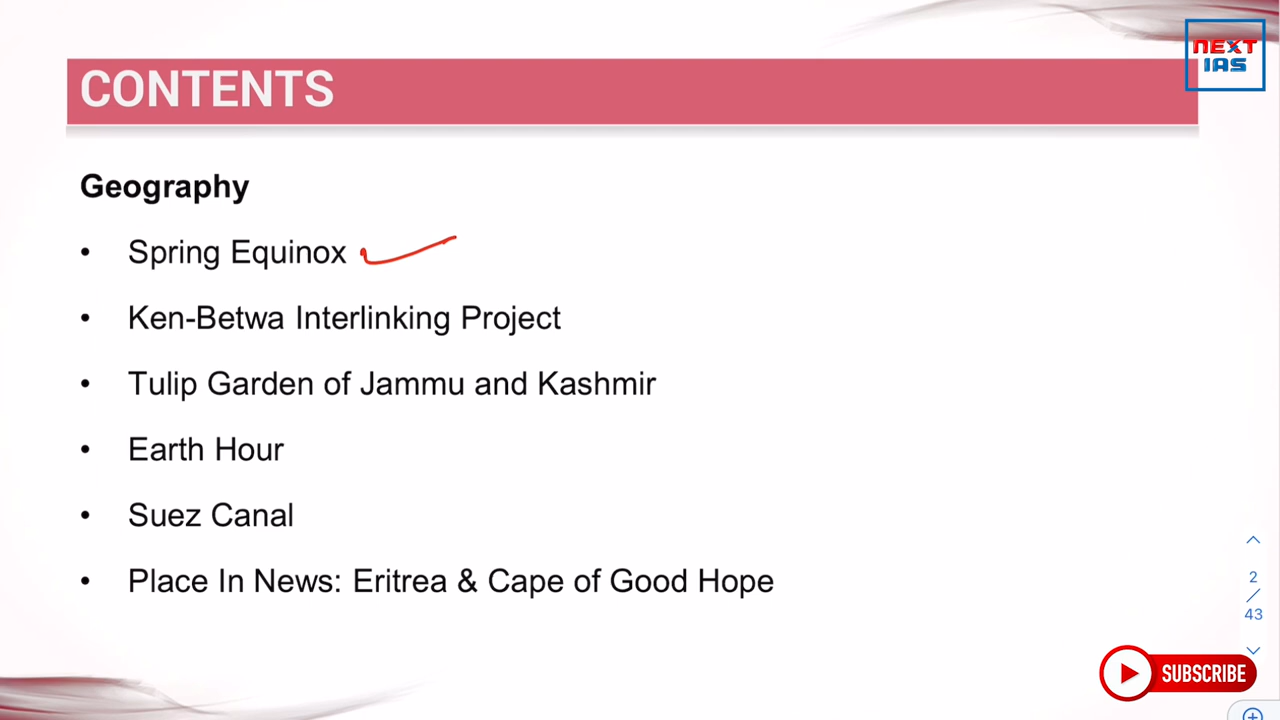 NEXT
IAS
CONTENTS
Geography
• Spring Equinox
• Ken-Betwa Interlinking Project
• Tulip Garden of Jammu and Kashmir
• Earth Hour
• Suez Canal
• Place In News: Eritrea & Cape of Good Hope
2
/
43
SUBSCRIBE